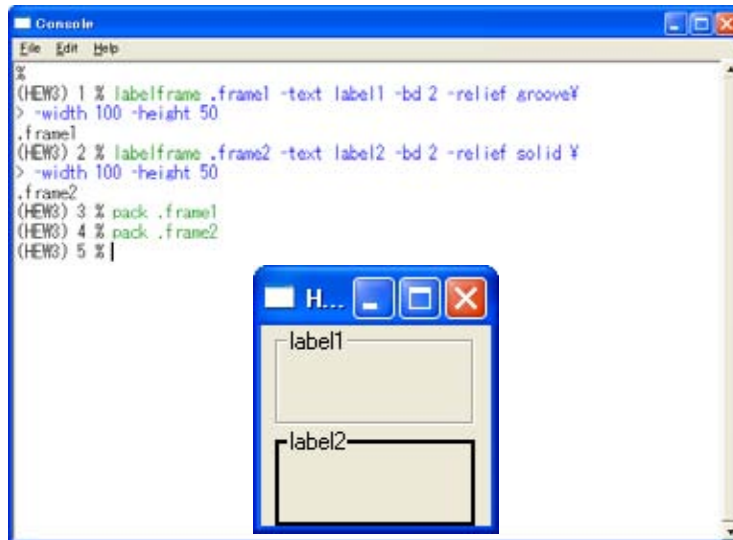 Console
File Edit Help
%
(HEW3) 1 % labelframe .frame1 -text label1 -bd 2 -relief groove¥
> -width 100 -height 50
.frame1
(HEW3) 2 % labelframe .frame2 -text label2 -bd 2 -relief solid ¥
> -width 100 -height 50
.frame2
(HEW3) 3 % pack .frame1
(HEW3) 4 % pack .frame2
(HEW3) 5 %
H...
label1
label2